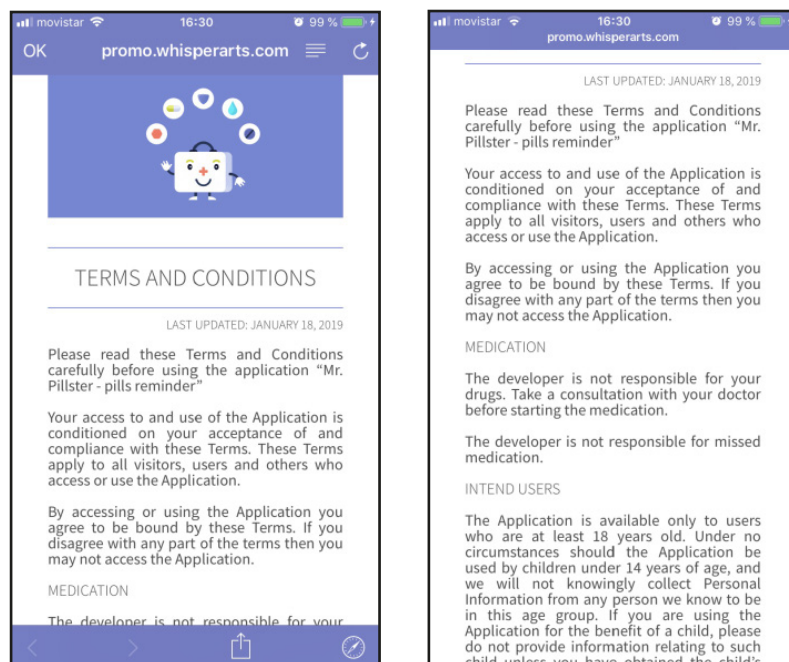 movistar 16:30 99 %
OK promo.whisperarts.com
TERMS AND CONDITIONS
LAST UPDATED: JANUARY 18, 2019
Please read these Terms and Conditions
carefully before using the application “Mr.
Pillster - pills reminder”
Your access to and use of the Application is
conditioned on your acceptance of and
compliance with these Terms. These Terms
apply to all visitors, users and others who
access or use the Application.
By accessing or using the Application you
agree to be bound by these Terms. If you
disagree with any part of the terms then you
may not access the Application.
MEDICATION
The developer is not responsible for your
movistar 16:30 99 %
promo.whisperarts.com
LAST UPDATED: JANUARY 18, 2019
Please read these Terms and Conditions
carefully before using the application “Mr.
Pillster - pills reminder”
Your access to and use of the Application is
conditioned on your acceptance of and
compliance with these Terms. These Terms
apply to all visitors, users and others who
access or use the Application.
By accessing or using the Application you
agree to be bound by these Terms. If you
disagree with any part of the terms then you
may not access the Application.
MEDICATION
The developer is not responsible for your
drugs. Take a consultation with your doctor
before starting the medication.
The developer is not responsible for missed
medication.
INTEND USERS
The Application is available only to users
who are at least 18 years old. Under no
circumstances should the Application be
used by children under 14 years of age, and
we will not knowingly collect Personal
Information from any person we know to be
in this age group. If you are using the
Application for the benefit of a child, please
do not provide information relating to such
child unless you have obtained the child’s